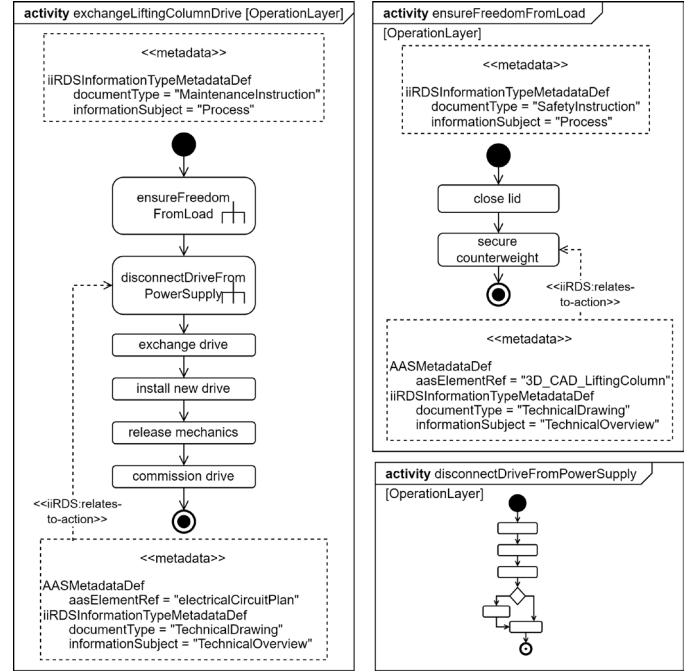 activity exchangeLiftingColumnDrive [OperationLayer]
<<metadata>>
iiRDSInformationTypeMetadataDef
documentType = "MaintenanceInstruction"
informationSubject = "Process"
ensureFreedom
FromLoad
disconnectDriveFrom
PowerSupply
exchange drive
install new drive
release mechanics
commission drive
<<iiRDS:relates-
to-action>>
<<metadata>>
AASMetadataDef
aasElementRef = "electricalCircuitPlan"
iiRDSInformationTypeMetadataDef
documentType = "TechnicalDrawing"
informationSubject = "TechnicalOverview"
activity ensureFreedomFromLoad
[OperationLayer]
<<metadata>>
iiRDSInformationTypeMetadataDef
documentType = "SafetyInstruction"
informationSubject = "Process"
close lid
secure
counterweight
<<iiRDS:relates-
to-action>>
<<metadata>>
AASMetadataDef
aasElementRef = "3D_CAD_LiftingColumn"
iiRDSInformationTypeMetadataDef
documentType = "TechnicalDrawing"
informationSubject = "TechnicalOverview"
activity disconnectDriveFromPowerSupply
[OperationLayer]